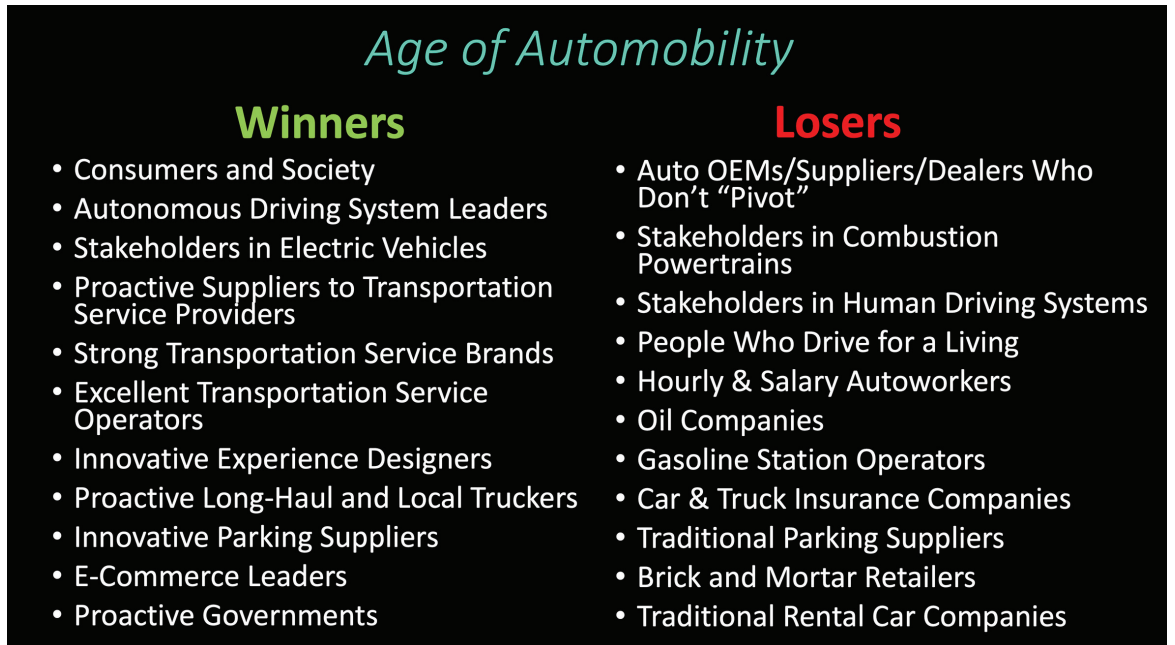 Age of Automobility
Winners
• Consumers and Society
• Autonomous Driving System Leaders
• Stakeholders in Electric Vehicles
• Proactive Suppliers to Transportation
Service Providers
• Strong Transportation Service Brands
• Excellent Transportation Service
Operators
• Innovative Experience Designers
• Proactive Long-Haul and Local Truckers
• Innovative Parking Suppliers
• E-Commerce Leaders
• Proactive Governments
Losers
• Auto OEMs/Suppliers/Dealers Who
Don’t “Pivot”
• Stakeholders in Combustion
Powertrains
• Stakeholders in Human Driving Systems
• People Who Drive for a Living
• Hourly & Salary Autoworkers
• Oil Companies
• Gasoline Station Operators
• Car & Truck Insurance Companies
• Traditional Parking Suppliers
• Brick and Mortar Retailers
• Traditional Rental Car Companies